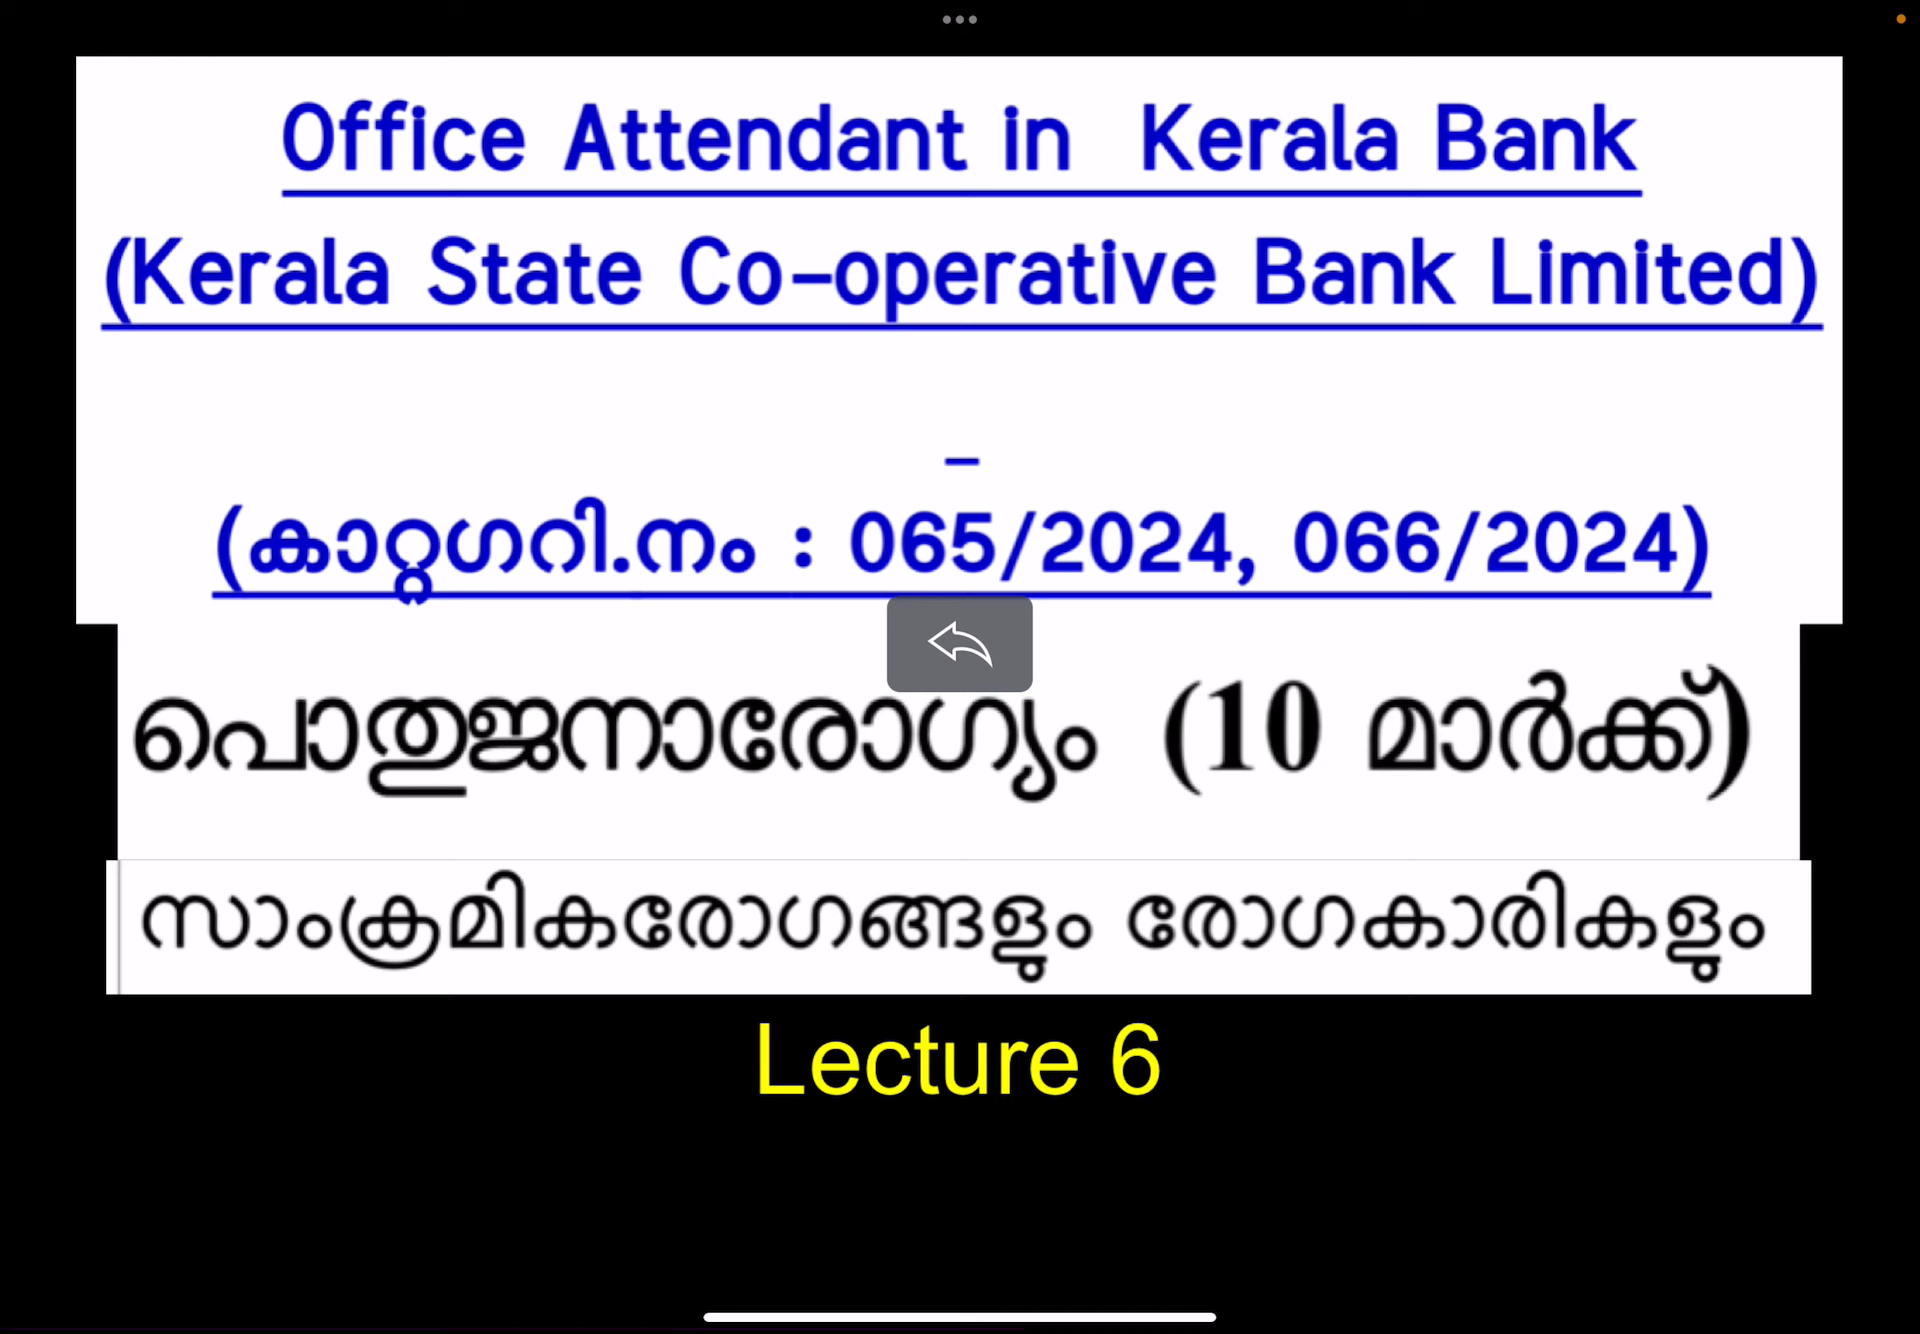 Office Attendant in Kerala Bank
(Kerala State Co-operative Bank Limited)
-
(കാറ്റഗറി.നം : 065/2024, 066/2024)
പൊതുജനാരോഗ്യം (10 മാർക്ക്)
സാംക്രമികരോഗങ്ങളും രോഗകാരികളും
Lecture 6